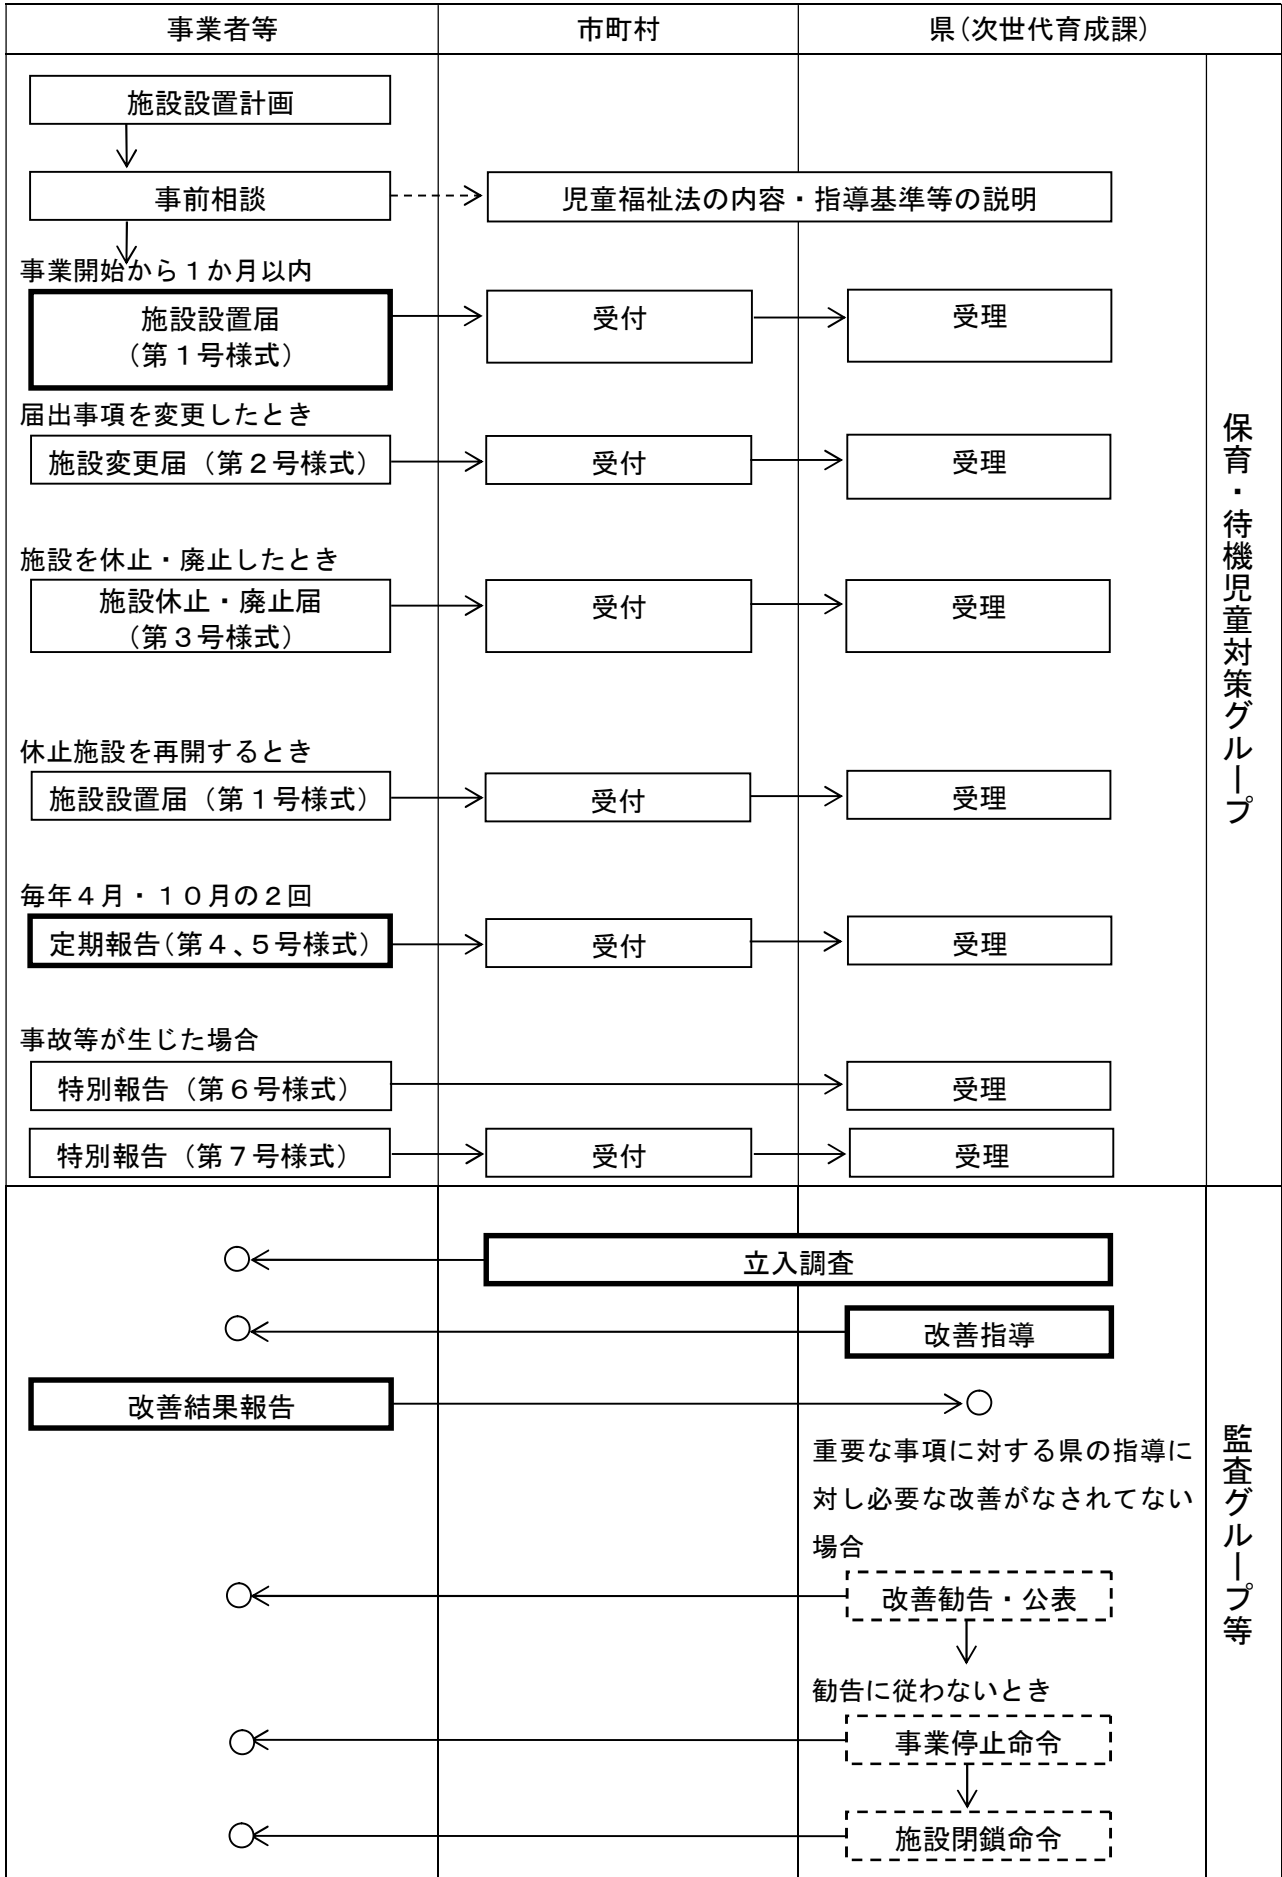 事業者等
市町村
県(次世代育成課)
施設設置計画
事前相談
児童福祉法の内容・指導基準等の説明
事業開始から1か月以内
施設設置届
(第1号様式)
受付
受理
届出事項を変更したとき
施設変更届(第2号様式)
受付
受理
施設を休止・廃止したとき
施設休止・廃止届
(第3号様式)
受付
受理
休止施設を再開するとき
施設設置届(第1号様式)
受付
受理
毎年4月・10月の2回
定期報告(第4、5号様式)
受付
受理
事故等が生じた場合
特別報告(第6号様式)
受理
特別報告(第7号様式)
受付
受理
保育・待機児童対策グループ
立入調査
改善指導
改善結果報告
重要な事項に対する県の指導に
対し必要な改善がなされてない
場合
改善勧告・公表
勧告に従わないとき
事業停止命令
施設閉鎖命令
監査グループ等